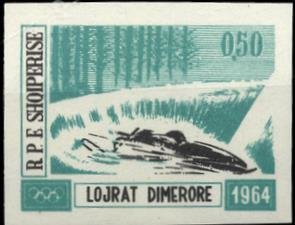 0,50
R P E SHQIPERISE
LOJRAT DIMERORE
1964